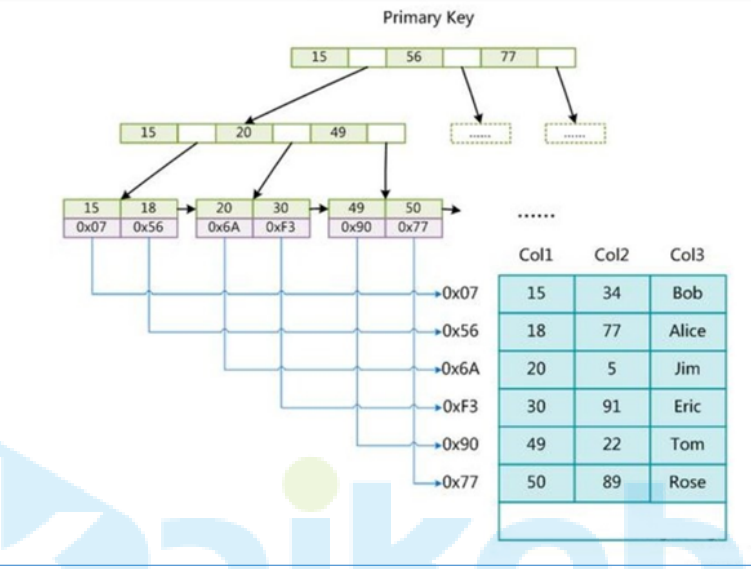 Primary Key
15 56 77
15 20 49
...... ......
15 18 20 30 49 50
0x07 0x56 0x6A 0xF3 0x90 0x77
......
Col1 Col2 Col3
0x07 15 34 Bob
0x56 18 77 Alice
0x6A 20 5 Jim
0xF3 30 91 Eric
0x90 49 22 Tom
0x77 50 89 Rose